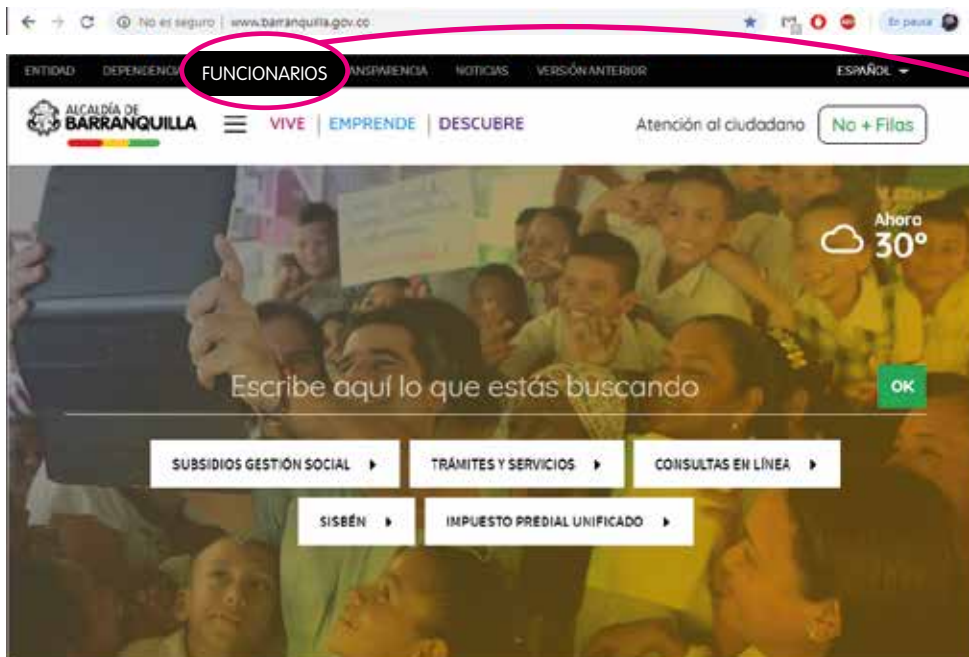 No es seguro | www.barranquilla.gov.co
En pausa
ENTIDAD
FUNCIONARIOS
NOTICIAS
VERSIÓN ANTERIOR
ESPAÑOL
ALCALDÍA DE
BARRANQUILLA
VIVE | EMPRENDE | DESCUBRE
Atención al ciudadano
No + Filas
Ahora
30°
Escribe aquí lo que estás buscando
OK
SUBSIDIOS GESTIÓN SOCIAL
TRÁMITES Y SERVICIOS
CONSULTAS EN LÍNEA
SISBÉN
IMPUESTO PREDIAL UNIFICADO